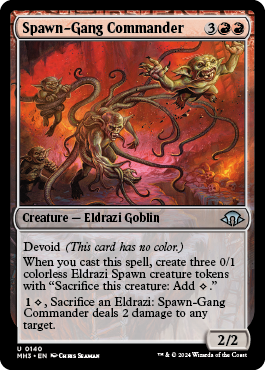 Spawn-Gang Commander 3
Creature — Eldrazi Goblin
Devoid (This card has no color.)
When you cast this spell, create three 0/1
colorless Eldrazi Spawn creature tokens
with “Sacrifice this creature: Add ◇.”
1◇, Sacrifice an Eldrazi: Spawn-Gang
Commander deals 2 damage to any
target.
2/2
U 0140
MH3 • EN Chris Seaman
™ & © 2024 Wizards of the Coast